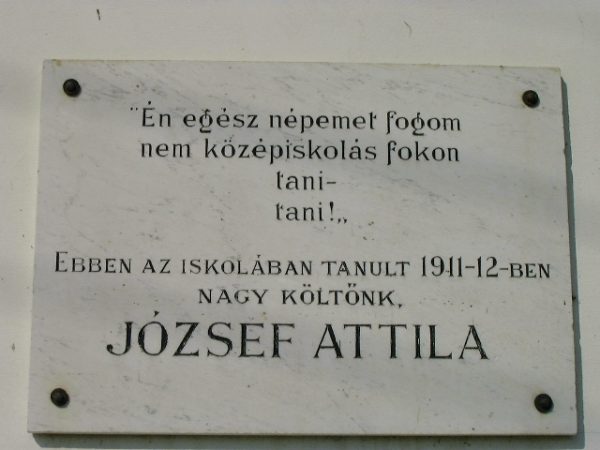 "Én egész népemet fogom
nem középiskolás fokon
tani-
tani!„
EBBEN AZ ISKOLÁBAN TANULT 1911-12-BEN
NAGY KÖLTŐNK,
JÓZSEF ATTILA